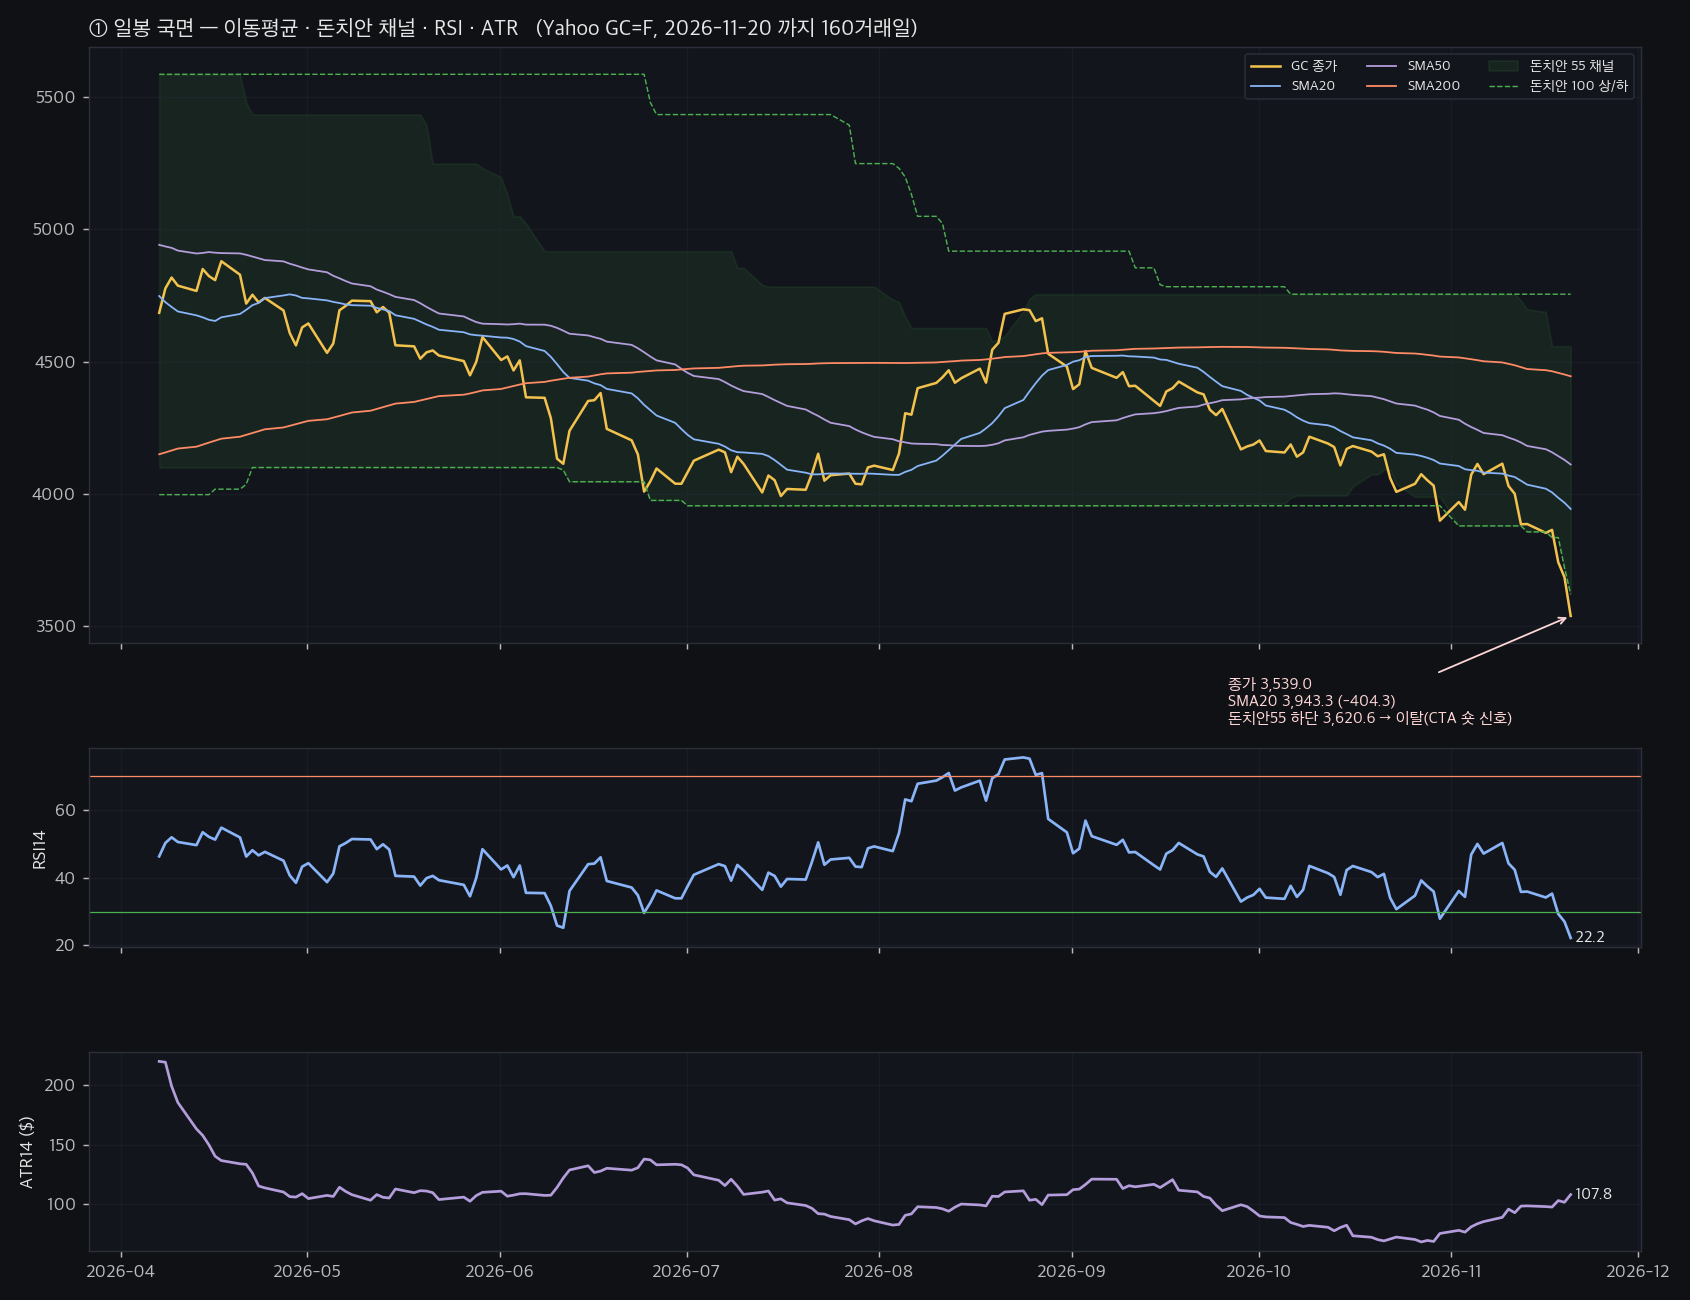 ① 일봉 국면 — 이동평균 · 돈치안 채널 · RSI · ATR (Yahoo GC=F, 2026-11-20 까지 160거래일)
GC 종가
SMA20
SMA50
SMA200
돈치안 55 채널
돈치안 100 상/하
5500
5000
4500
4000
3500
종가 3,539.0
SMA20 3,943.3 (-404.3)
돈치안55 하단 3,620.6 → 이탈(CTA 숏 신호)
RSI14
60
40
20
22.2
ATR14 ($)
200
150
100
107.8
2026-04
2026-05
2026-06
2026-07
2026-08
2026-09
2026-10
2026-11
2026-12